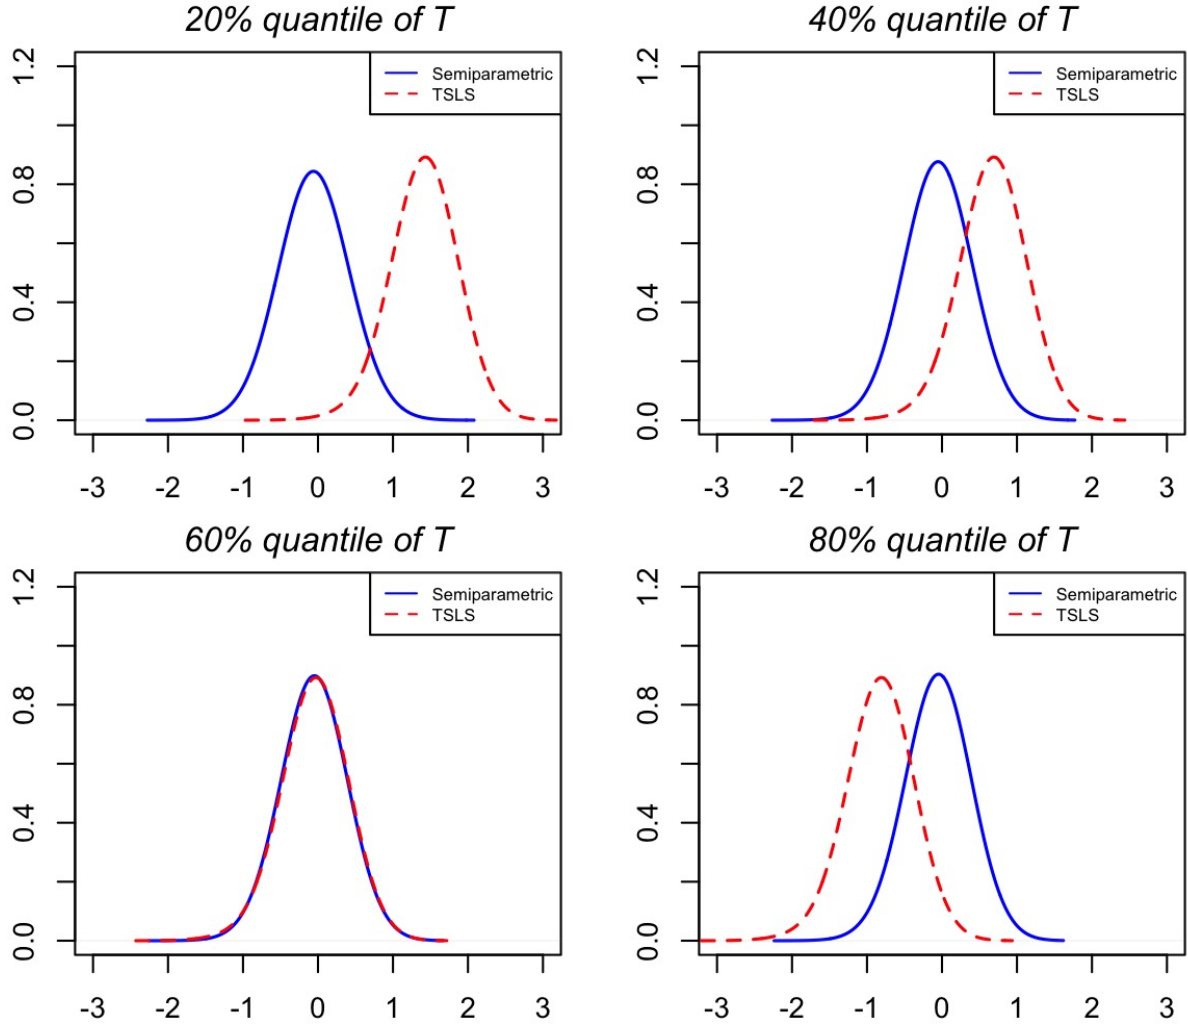 20% quantile of T
1.2
0.8
0.4
0.0
Semiparametric
TSLS
-3 -2 -1 0 1 2 3
40% quantile of T
1.2
0.8
0.4
0.0
Semiparametric
TSLS
-3 -2 -1 0 1 2 3
60% quantile of T
1.2
0.8
0.4
0.0
Semiparametric
TSLS
-3 -2 -1 0 1 2 3
80% quantile of T
1.2
0.8
0.4
0.0
Semiparametric
TSLS
-3 -2 -1 0 1 2 3